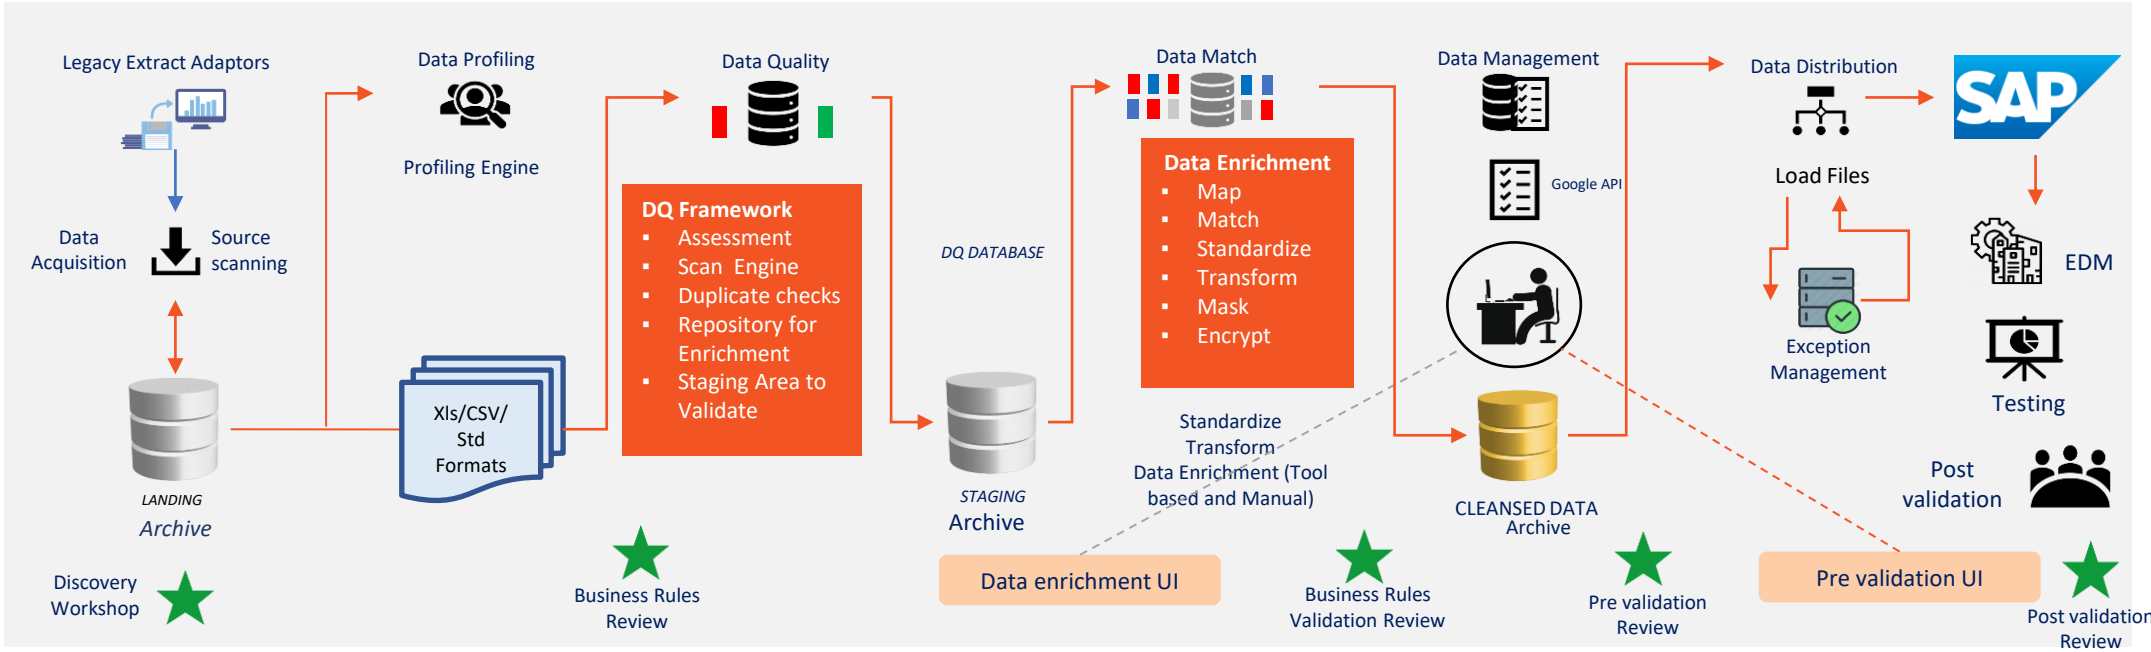 Legacy Extract Adaptors
Data
Acquisition
Source
scanning
LANDING
Archive
Discovery
Workshop
Data Profiling
Profiling Engine
Xls/CSV/
Std
Formats
Data Quality
DQ Framework
▪ Assessment
▪ Scan Engine
▪ Duplicate checks
▪ Repository for
Enrichment
▪ Staging Area to
Validate
Business Rules
Review
DQ DATABASE
STAGING
Archive
Data enrichment UI
Data Match
Data Enrichment
▪ Map
▪ Match
▪ Standardize
▪ Transform
▪ Mask
▪ Encrypt
Standardize
Transform
Data Enrichment (Tool
based and Manual)
Business Rules
Validation Review
Data Management
Google API
CLEANSED DATA
Archive
Pre validation
Review
Data Distribution
Load Files
Exception
Management
Pre validation UI
SAP
EDM
Testing
Post
validation
Post validation
Review